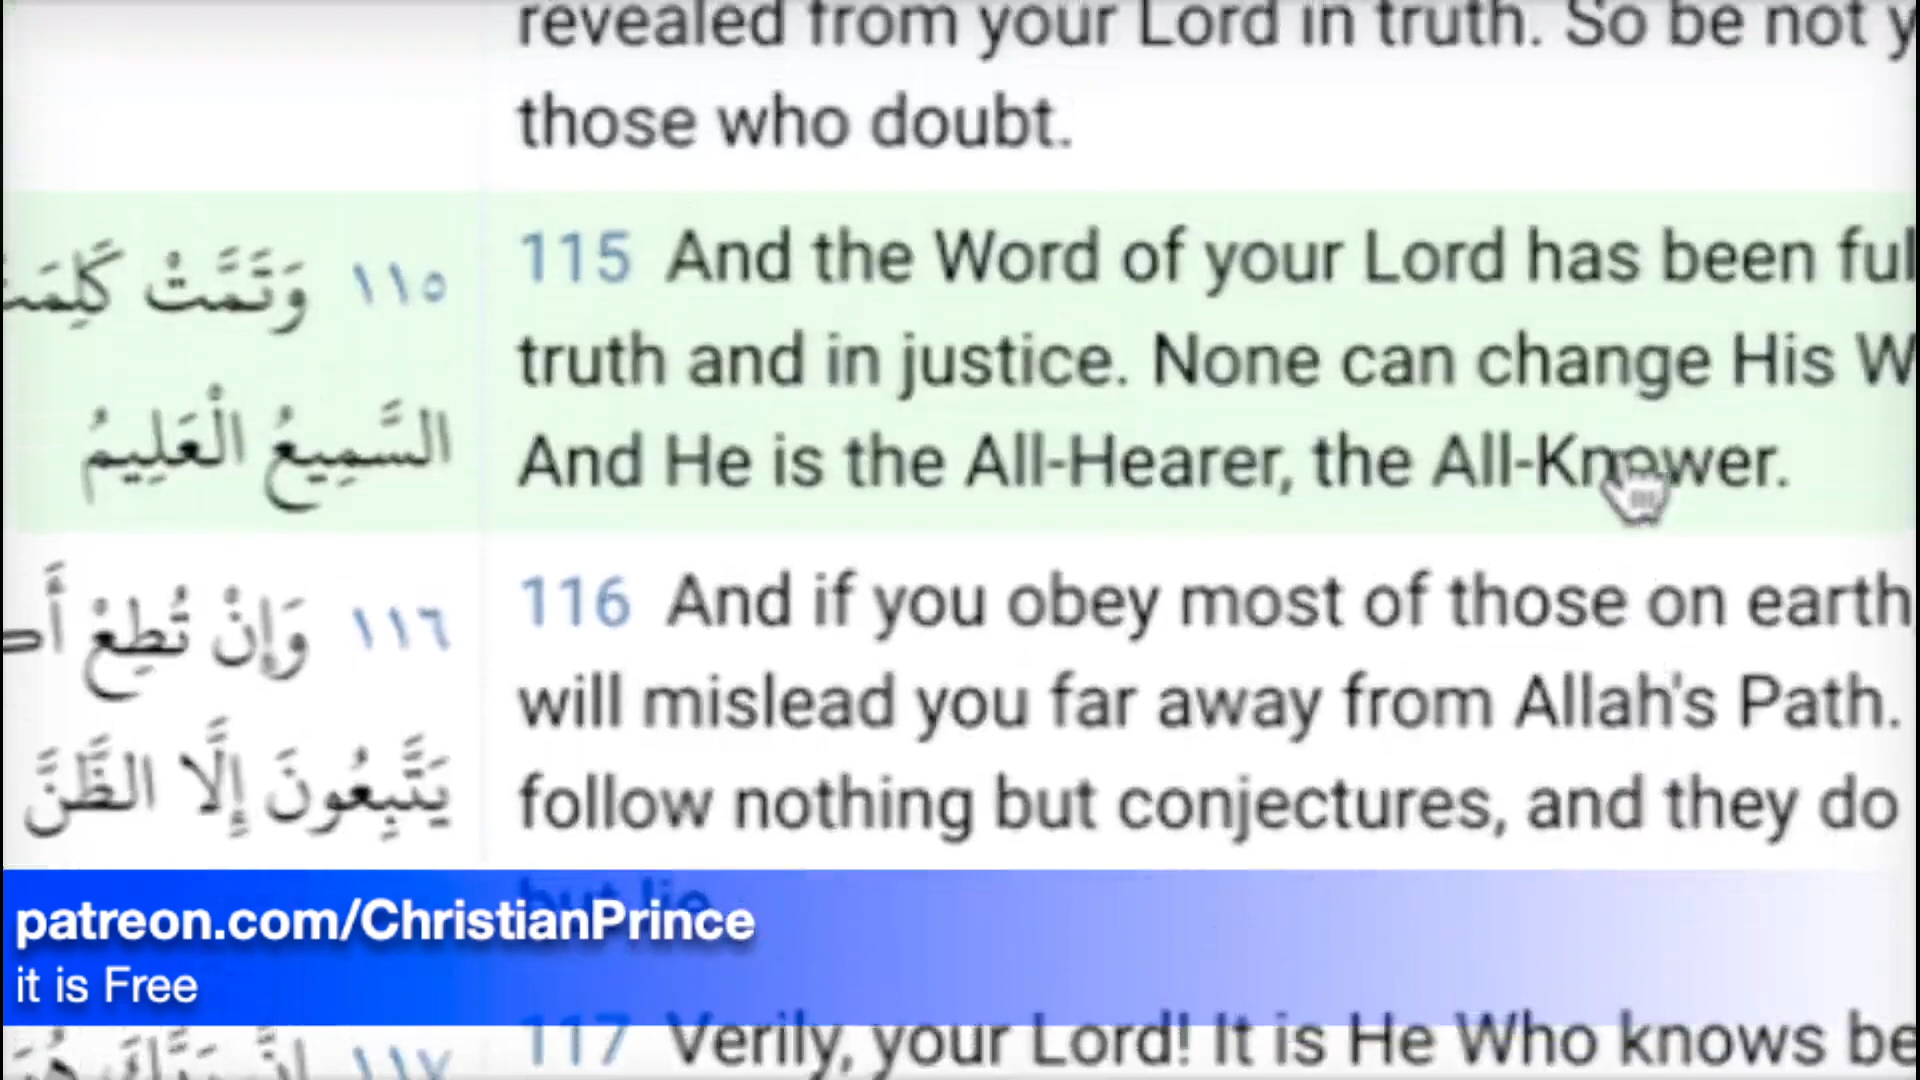 revealed from your Lord in truth. So be not
those who doubt.
١١٥ وَتَمَّتْ
السَّمِيعُ الْعَلِيمُ
115 And the Word of your Lord has been
truth and in justice. None can change His
And He is the All-Hearer, the All-Knower.
١١٦ وَإِنْ تُطِعْ
يَتَّبِعُونَ إِلَّا الظَّنَّ
116 And if you obey most of those on earth
will mislead you far away from Allah's Path.
follow nothing but conjectures, and they do
but lie
patreon.com/ChristianPrince
it is Free
١١٧
117 Verily, your Lord! It is He Who knows